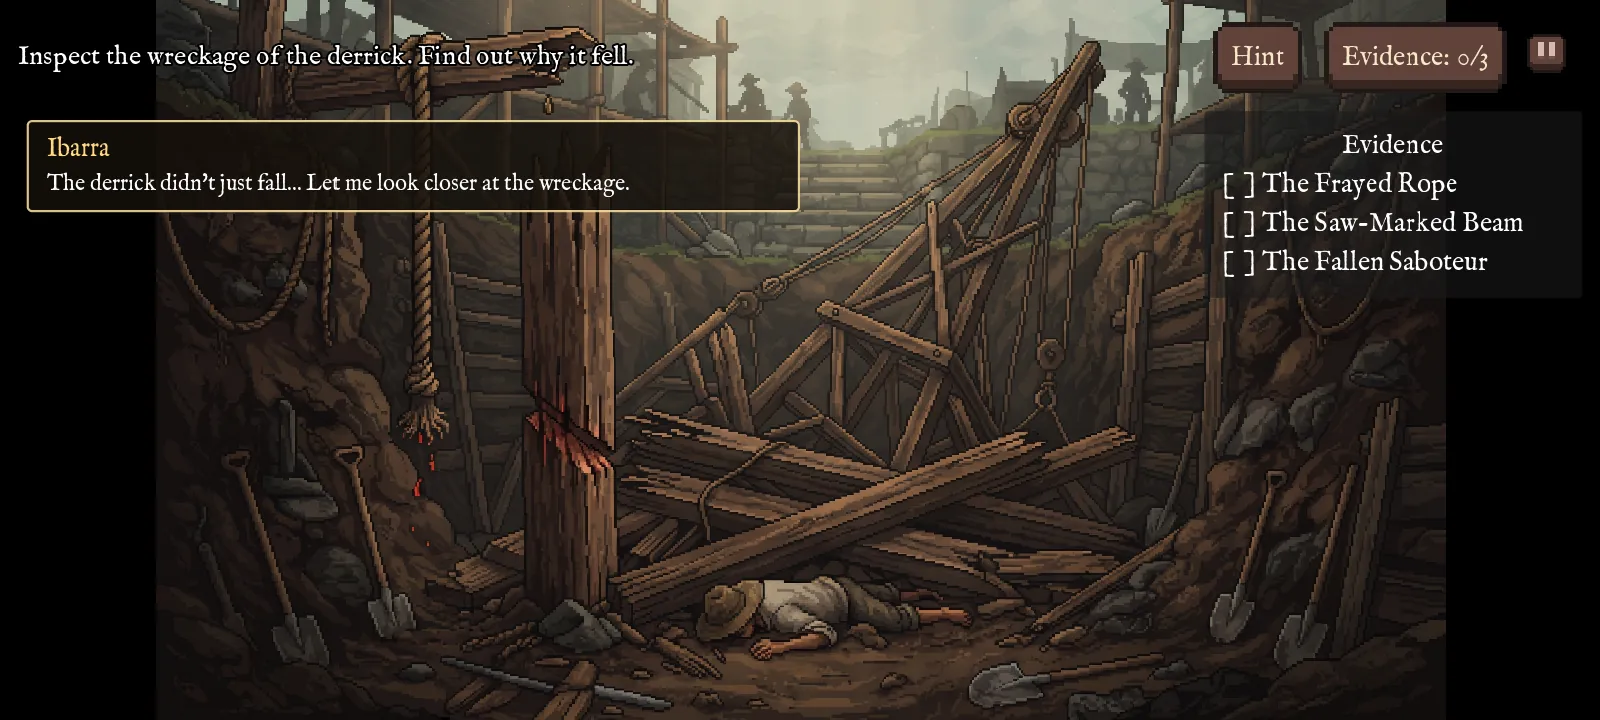 Inspect the wreckage of the derrick. Find out why it fell.
Hint
Evidence: 0/3
Ibarra
The derrick didn't just fall... Let me look closer at the wreckage.
Evidence
[ ] The Frayed Rope
[ ] The Saw-Marked Beam
[ ] The Fallen Saboteur